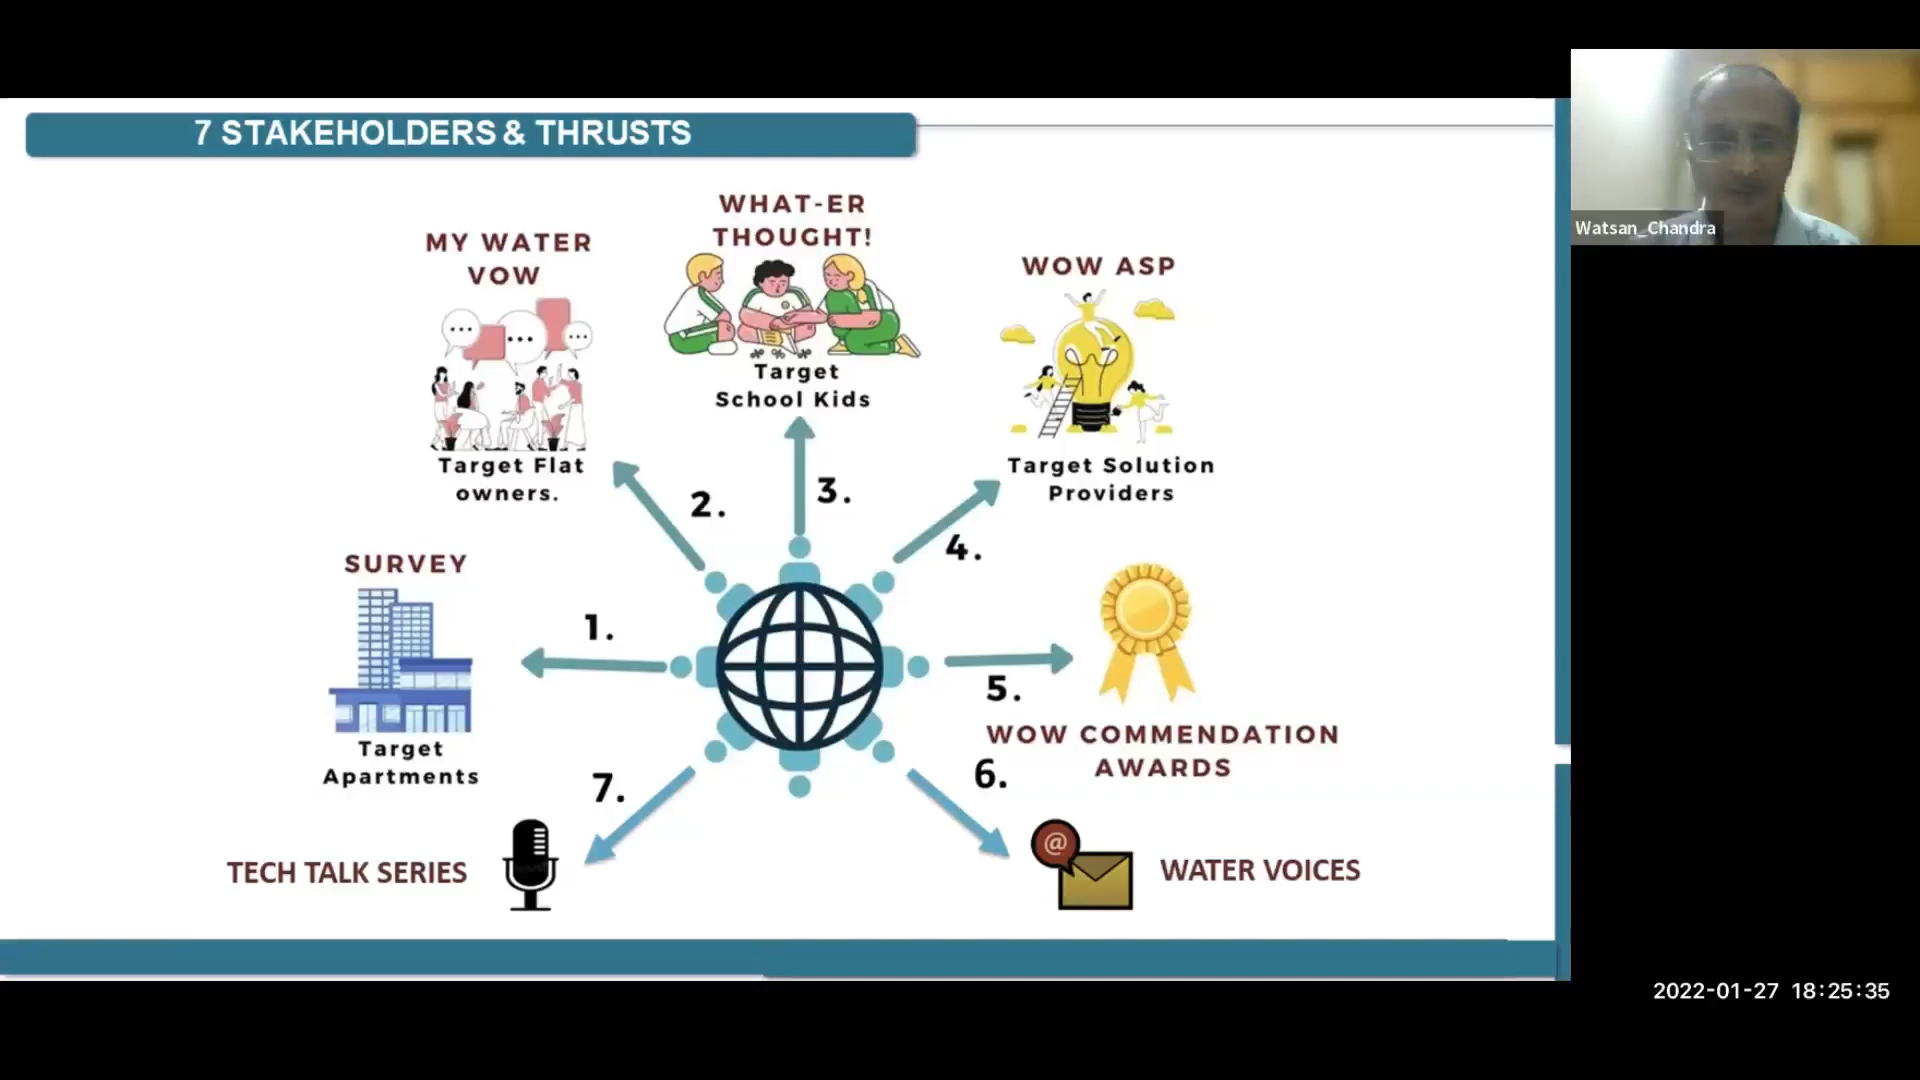 7 STAKEHOLDERS & THRUSTS
Watsan_Chandra
WHAT-ER
THOUGHT!
Target
School Kids
MY WATER
VOW
Target Flat
owners.
WOW ASP
Target Solution
Providers
2.
3.
4.
SURVEY
Target
Apartments
1.
5.
WOW COMMENDATION
AWARDS
7.
6.
TECH TALK SERIES
@
WATER VOICES
2022-01-27 18:25:35